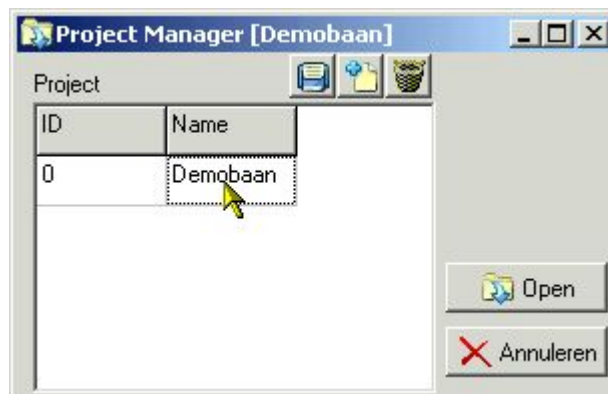 Project Manager [Demobaan]
Project
ID Name
0 Demobaan
Open
Annuleren